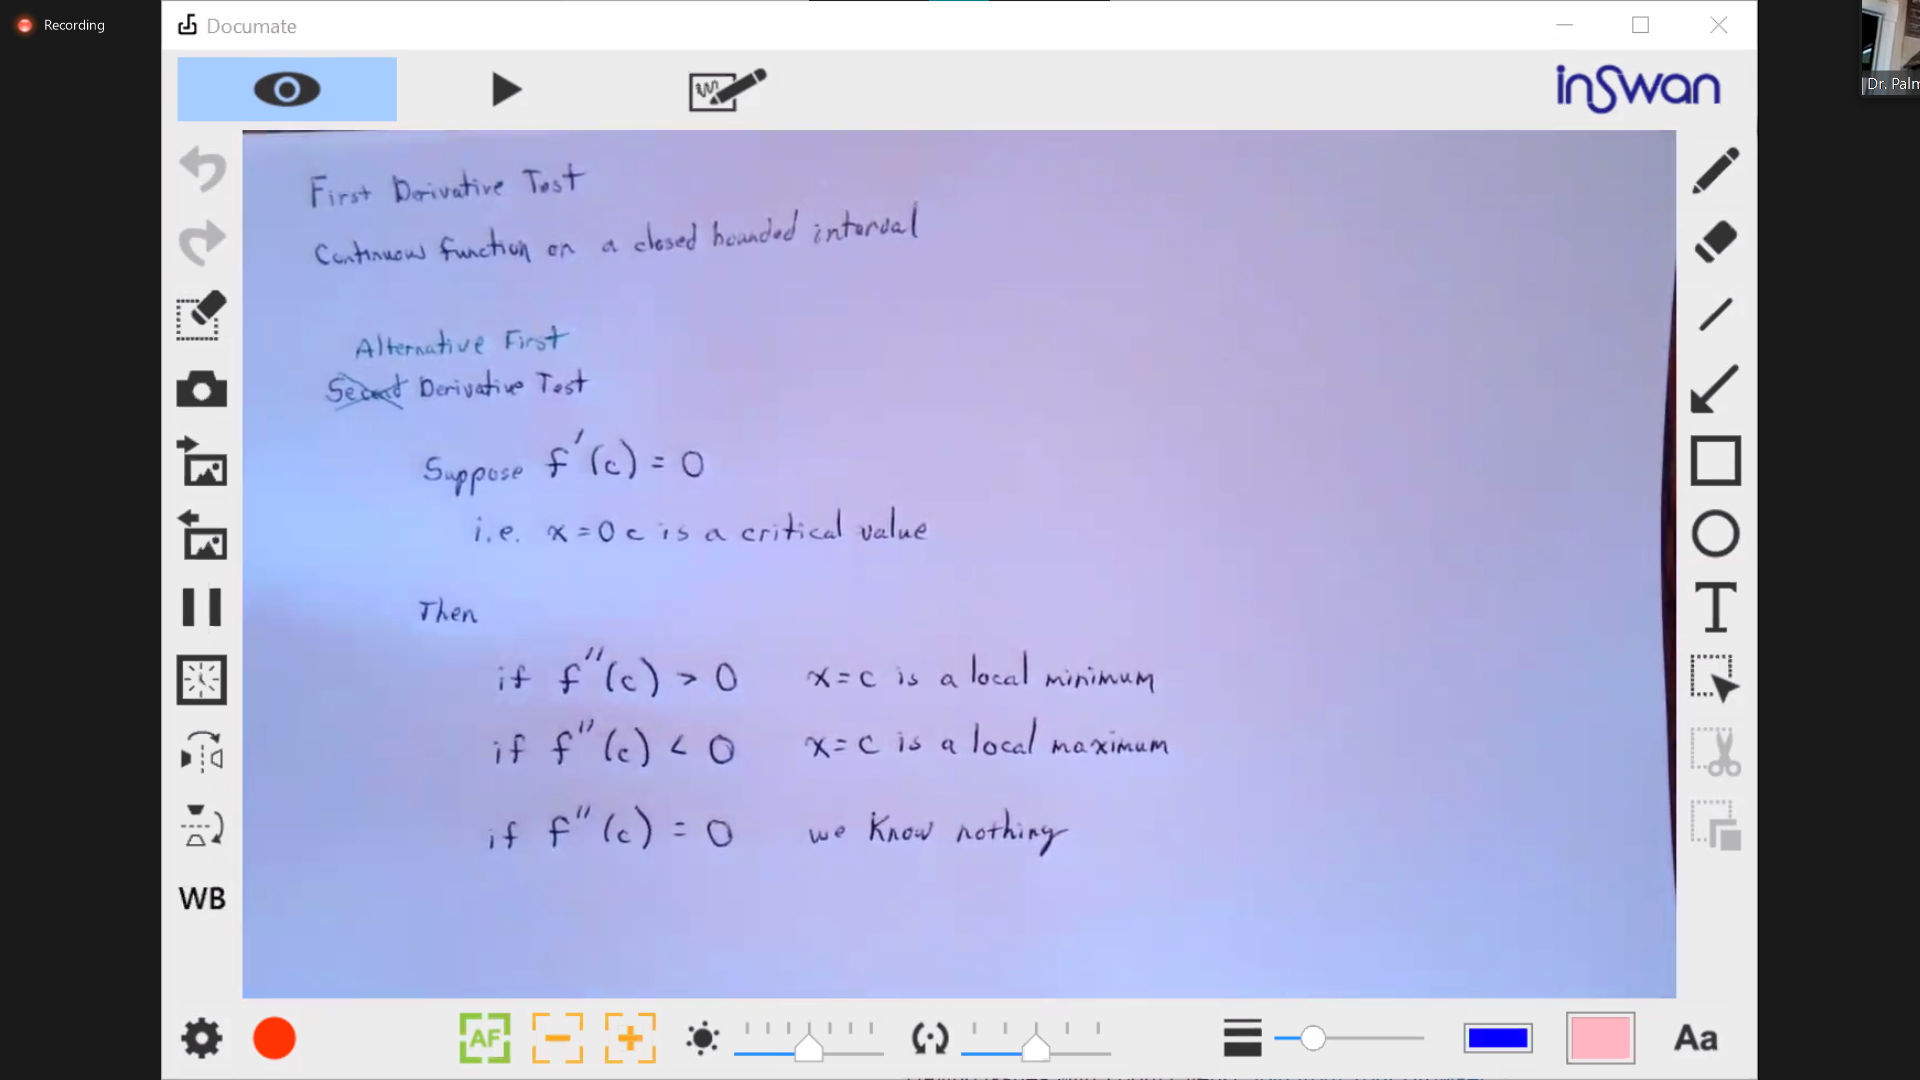 Recording
Documate
inswan
Dr. Palm
First Derivative Test
Continuous function on a closed bounded interval
Alternative First
Second Derivative Test
Suppose f'(c) = 0
i.e. x = 0 c is a critical value
Then
if f''(c) > 0 x = c is a local minimum
if f''(c) < 0 x = c is a local maximum
if f''(c) = 0 we know nothing
WB
T
AF
Aa